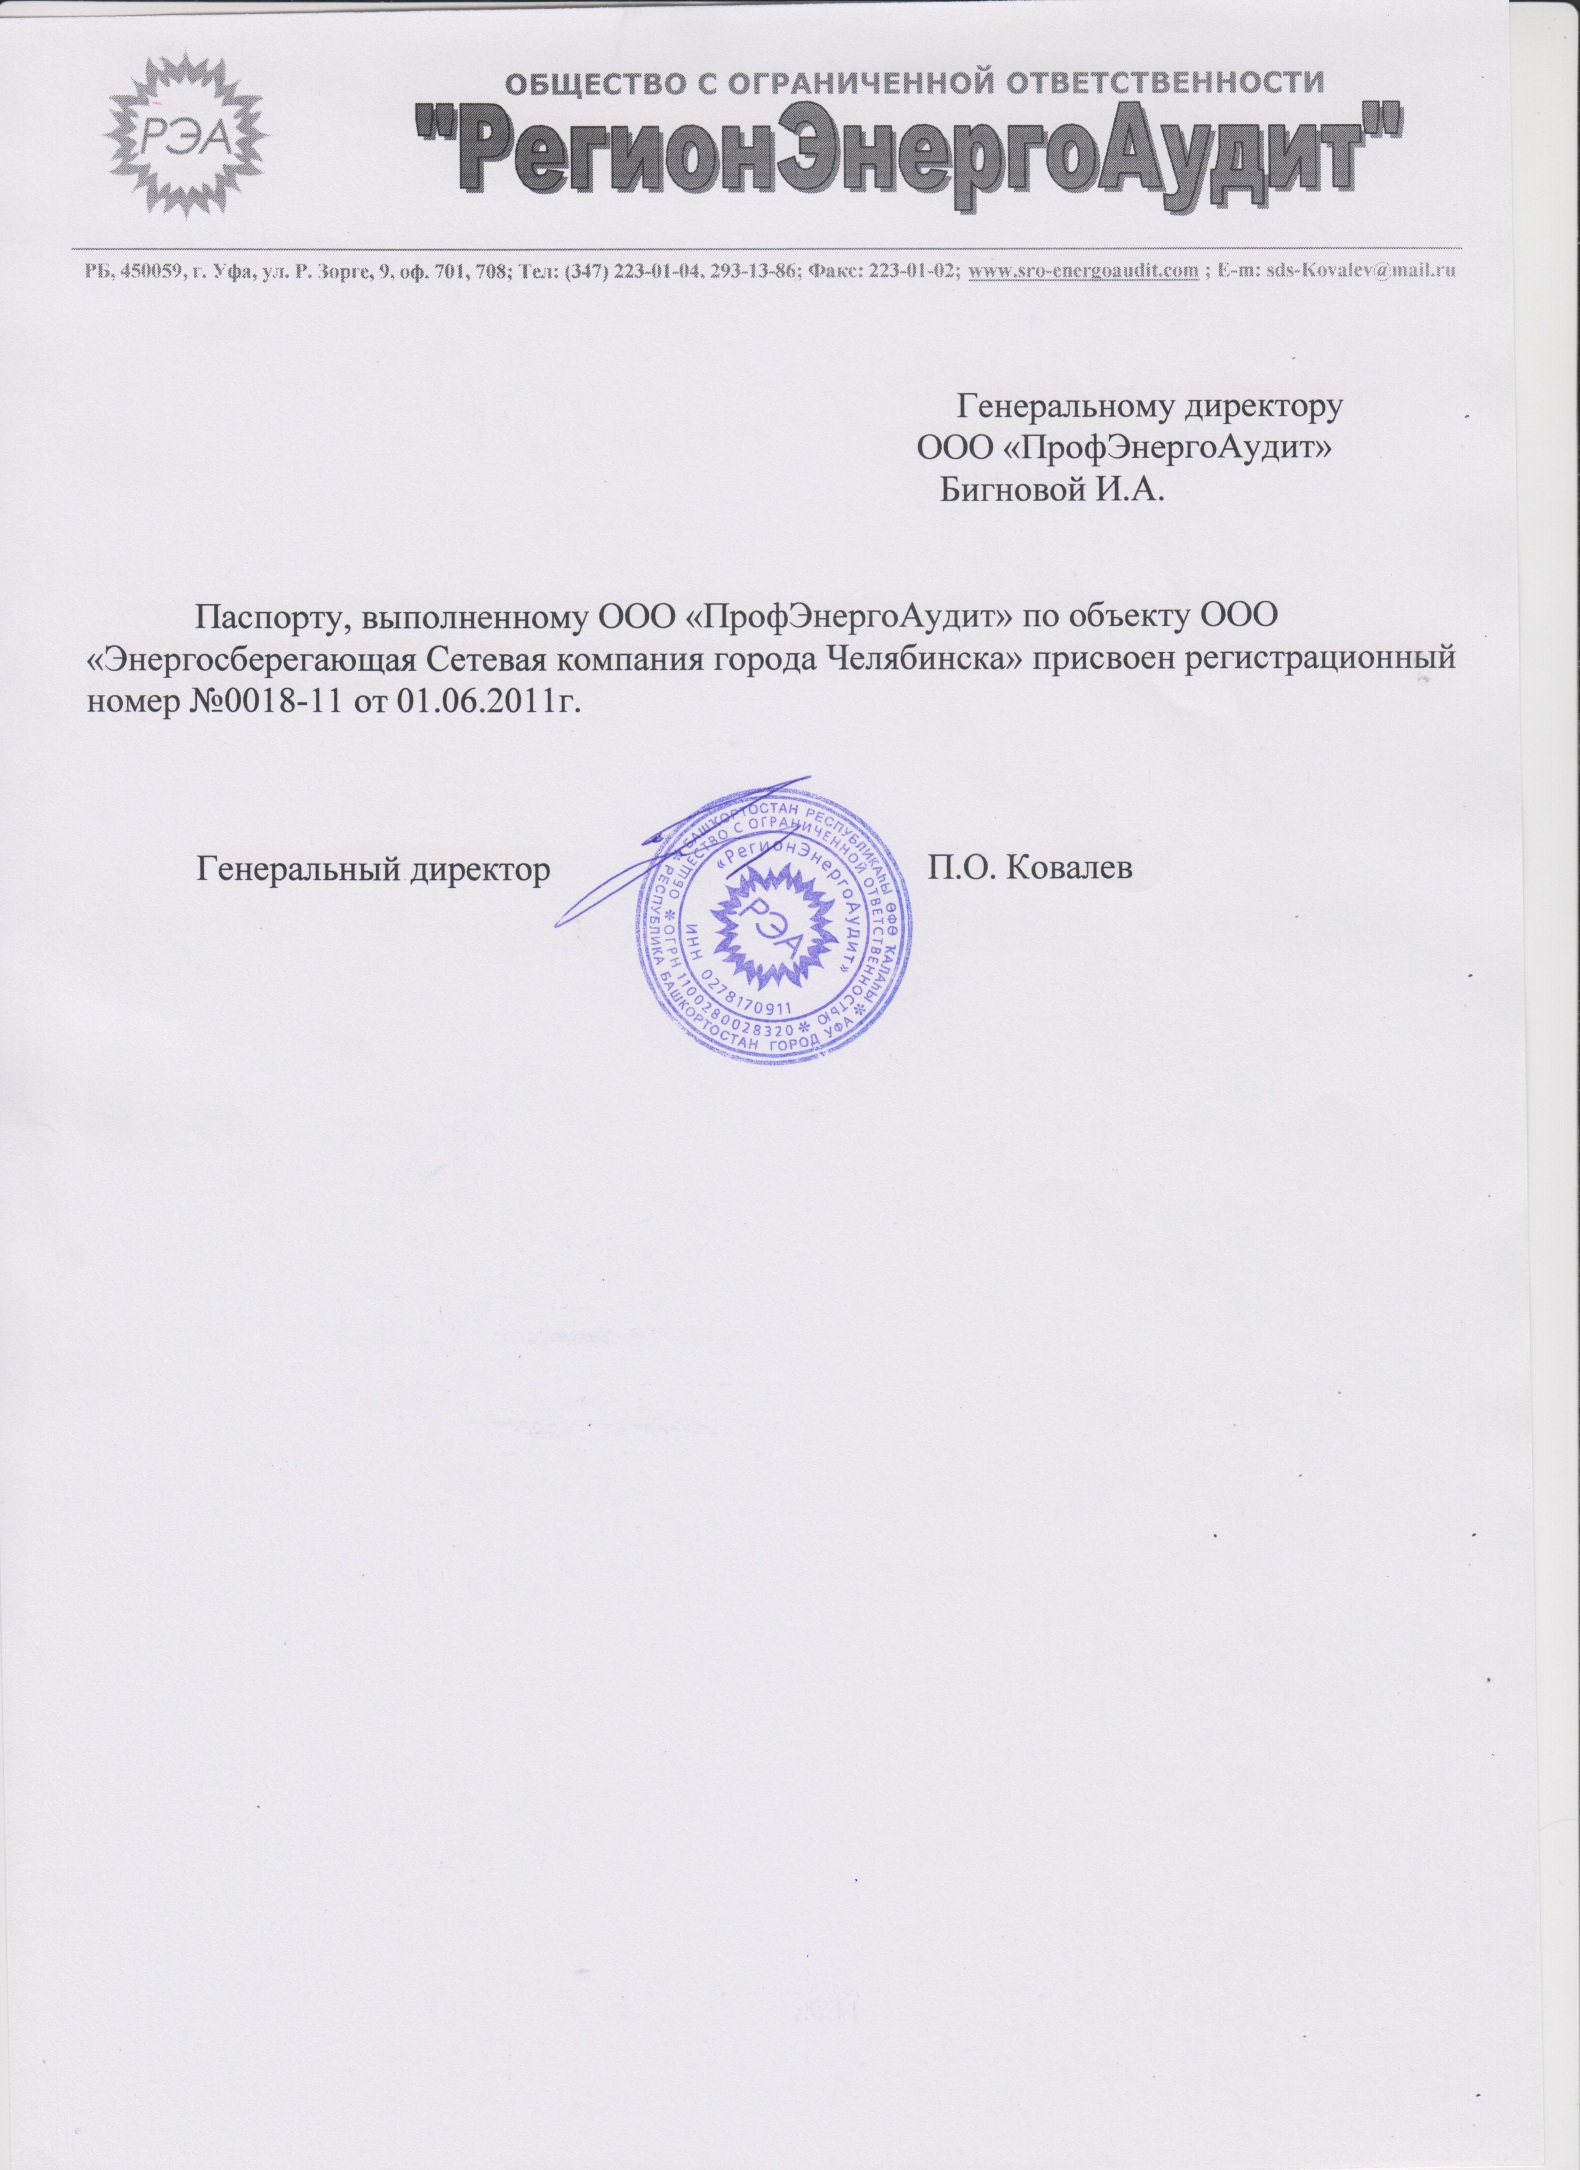 РЭА
ОБЩЕСТВО С ОГРАНИЧЕННОЙ ОТВЕТСТВЕННОСТИ
"РегионЭнергоАудит"
РБ, 450059, г. Уфа, ул. Р. Зорге, 9, оф. 701, 708; Тел: (347) 223-01-04, 293-13-86; Факс: 223-01-02; www.sro-energoaudit.com ; E-m: sds-Kovalev@mail.ru
Генеральному директору
ООО «ПрофЭнергоАудит»
Бигновой И.А.
Паспорту, выполненному ООО «ПрофЭнергоАудит» по объекту ООО
«Энергосберегающая Сетевая компания города Челябинска» присвоен регистрационный
номер №0018-11 от 01.06.2011г.
Генеральный директор
П.О. Ковалев
БАШҠОРТОСТАН РЕСПУБЛИКАҺЫ ӨФӨ ҠАЛАҺЫ
РЕСПУБЛИКА БАШКОРТОСТАН ГОРОД УФА
ОБЩЕСТВО С ОГРАНИЧЕННОЙ ОТВЕТСТВЕННОСТЬЮ
ОГРН 1100280028320
«РегионЭнергоАудит»
ИНН 0278170911
РЭА